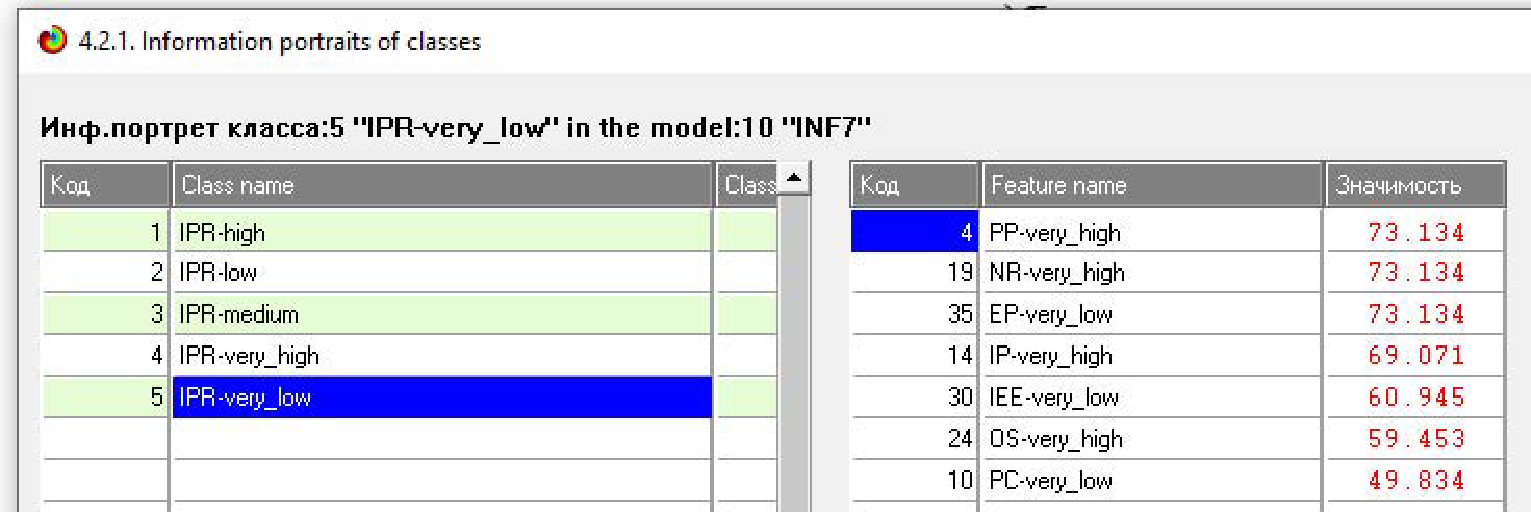 4.2.1. Information portraits of classes
Инф.портрет класса:5 "IPR-very_low" in the model:10 "INF7"
Код Class name Class
1 IPR-high
2 IPR-low
3 IPR-medium
4 IPR-very_high
5 IPR-very_low
Код Feature name Значимость
4 PP-very_high 73.134
19 NR-very_high 73.134
35 EP-very_low 73.134
14 IP-very_high 69.071
30 IEE-very_low 60.945
24 OS-very_high 59.453
10 PC-very_low 49.834